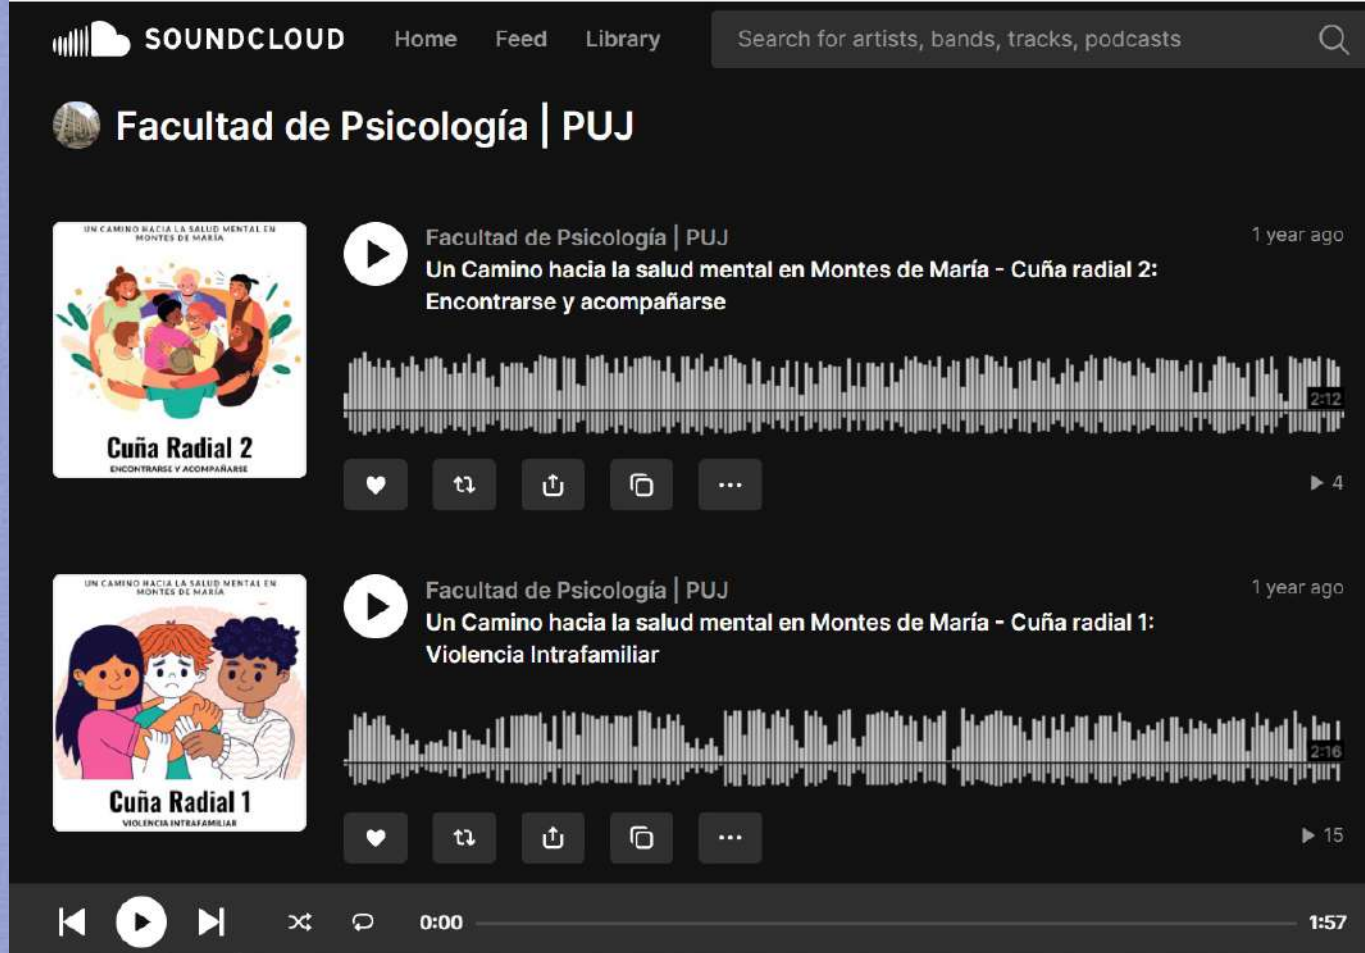 SOUNDCLOUD Home Feed Library Search for artists, bands, tracks, podcasts
Facultad de Psicología | PUJ
UN CAMINO HACIA LA SALUD MENTAL EN
MONTES DE MARÍA
Cuña Radial 2
ENCONTRARSE Y ACOMPAÑARSE
Facultad de Psicología | PUJ 1 year ago
Un Camino hacia la salud mental en Montes de María - Cuña radial 2:
Encontrarse y acompañarse
2:12
4
UN CAMINO HACIA LA SALUD MENTAL EN
MONTES DE MARÍA
Cuña Radial 1
VIOLENCIA INTRAFAMILIAR
Facultad de Psicología | PUJ 1 year ago
Un Camino hacia la salud mental en Montes de María - Cuña radial 1:
Violencia Intrafamiliar
2:16
15
0:00 1:57